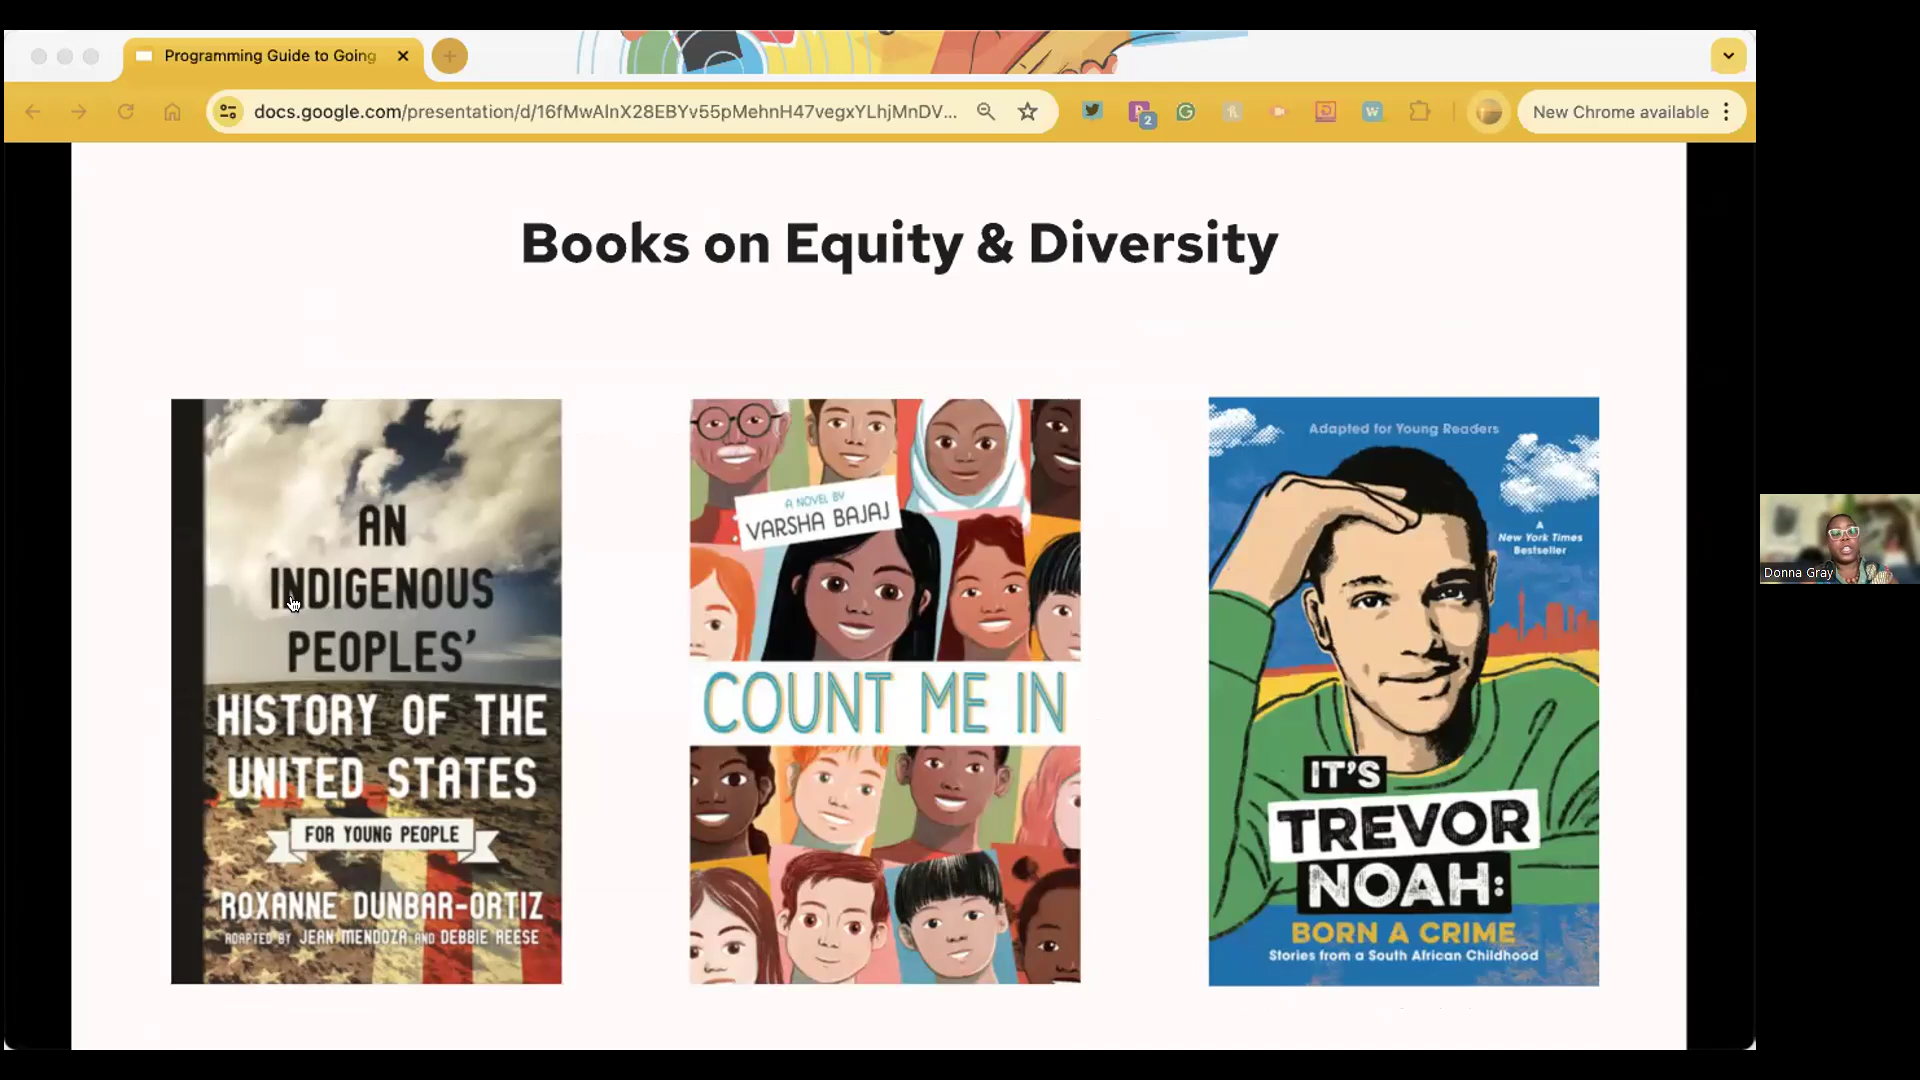 Programming Guide to Going
docs.google.com/presentation/d/16fMwAlnX28EBYv55pMehnH47vegxYLhjMnDV...
2
W
New Chrome available
Books on Equity & Diversity
AN
INDIGENOUS
PEOPLES'
HISTORY OF THE
UNITED STATES
FOR YOUNG PEOPLE
ROXANNE DUNBAR-ORTIZ
ADAPTED BY JEAN MENDOZA AND DEBBIE REESE
A NOVEL BY
VARSHA BAJAJ
COUNT ME IN
Adapted for Young Readers
A
New York Times
Bestseller
IT'S
TREVOR
NOAH:
BORN A CRIME
Stories from a South African Childhood
Donna Gray